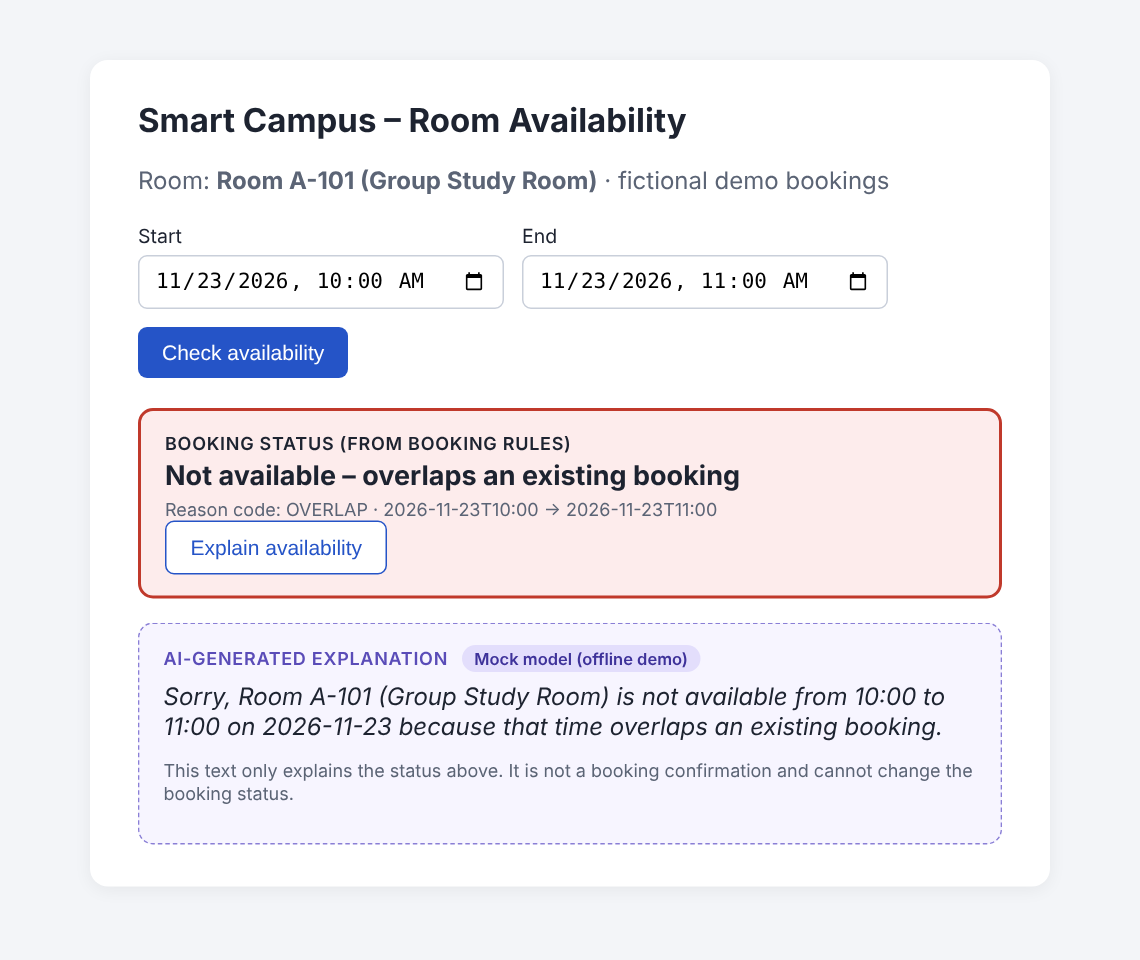 Smart Campus – Room Availability
Room: Room A-101 (Group Study Room) · fictional demo bookings
Start
End
11/23/2026, 10:00 AM
11/23/2026, 11:00 AM
Check availability
BOOKING STATUS (FROM BOOKING RULES)
Not available – overlaps an existing booking
Reason code: OVERLAP · 2026-11-23T10:00 → 2026-11-23T11:00
Explain availability
AI-GENERATED EXPLANATION Mock model (offline demo)
Sorry, Room A-101 (Group Study Room) is not available from 10:00 to
11:00 on 2026-11-23 because that time overlaps an existing booking.
This text only explains the status above. It is not a booking confirmation and cannot change the
booking status.